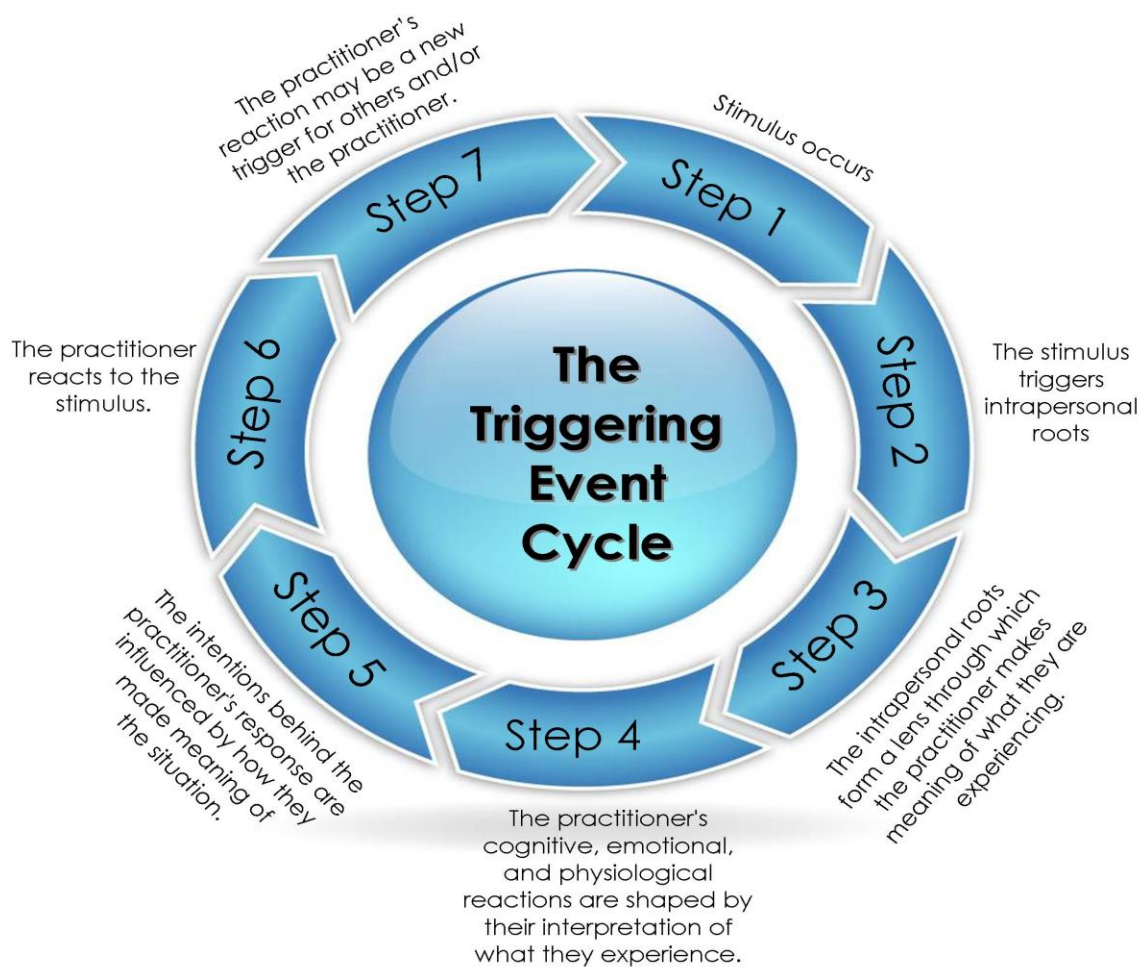 The
Triggering
Event
Cycle
Step 1
Stimulus occurs
Step 2
The stimulus
triggers
intrapersonal
roots
Step 3
The intrapersonal roots
form a lens through which
the practitioner makes
meaning of what they are
experiencing.
Step 4
The practitioner's
cognitive, emotional,
and physiological
reactions are shaped by
their interpretation of
what they experience.
Step 5
The intentions behind the
practitioner's response are
influenced by how they
made meaning of
the situation.
Step 6
The practitioner
reacts to the
stimulus.
Step 7
The practitioner's
reaction may be a new
trigger for others and/or
the practitioner.